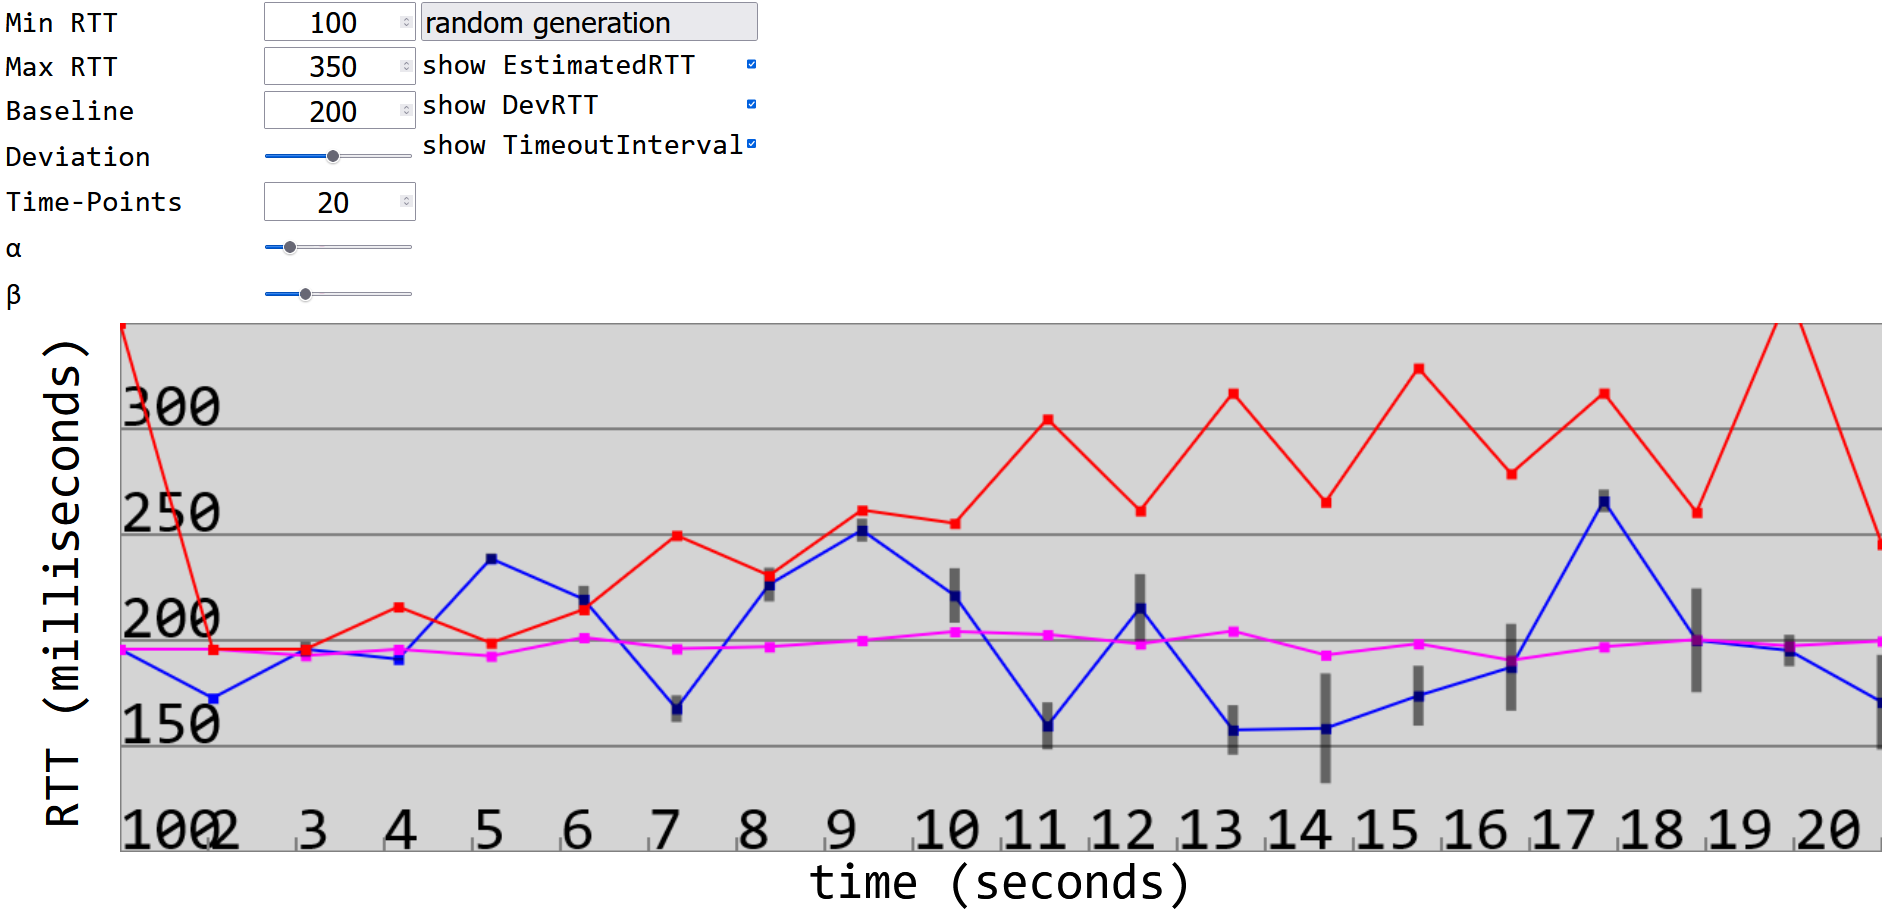 Min RTT 100 random generation
Max RTT 350 show EstimatedRTT
Baseline 200 show DevRTT
Deviation show TimeoutInterval
Time-Points 20
α
β
RTT (milliseconds)
300
250
200
150
100 2 3 4 5 6 7 8 9 10 11 12 13 14 15 16 17 18 19 20
time (seconds)